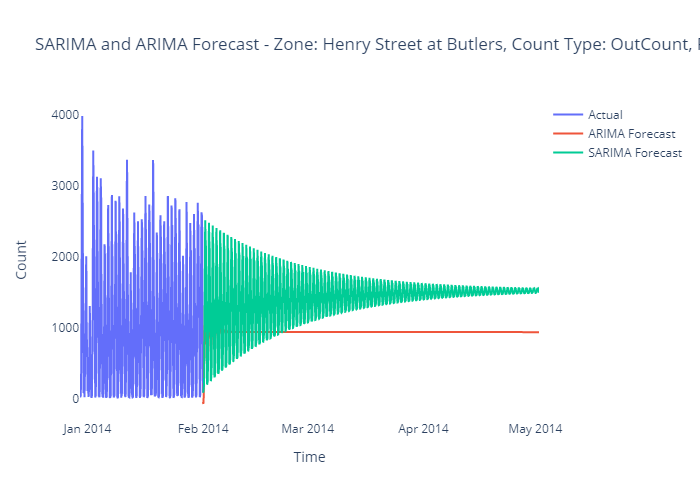 SARIMA and ARIMA Forecast - Zone: Henry Street at Butlers, Count Type: OutCount,
4000
3000
2000
1000
0
Count
Jan 2014
Feb 2014
Mar 2014
Apr 2014
May 2014
Time
Actual
ARIMA Forecast
SARIMA Forecast